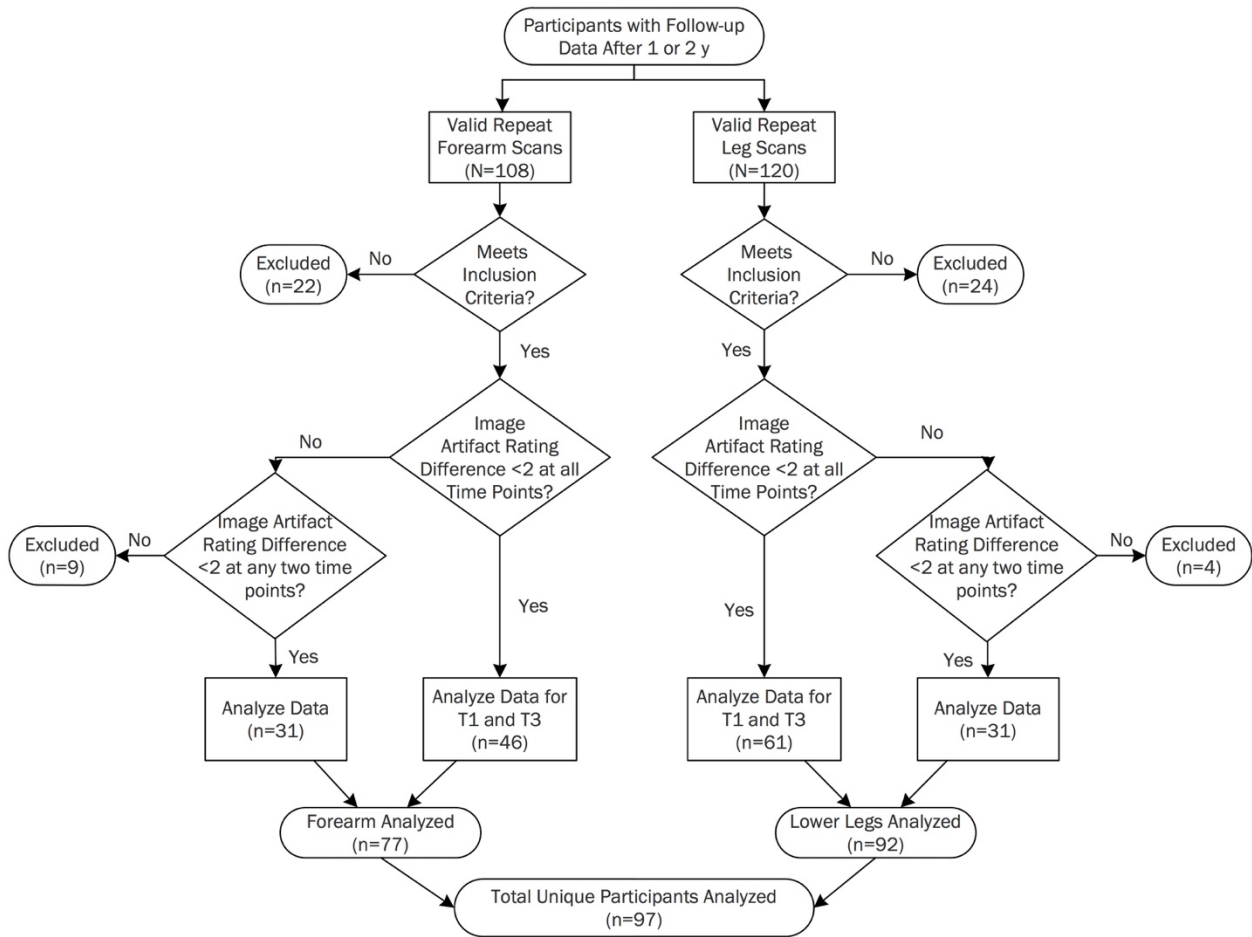 Participants with Follow-up
Data After 1 or 2 y
Valid Repeat
Forearm Scans
(N=108)
Valid Repeat
Leg Scans
(N=120)
Meets
Inclusion
Criteria?
No
Excluded
(n=22)
Meets
Inclusion
Criteria?
No
Excluded
(n=24)
Yes
Yes
Image
Artifact Rating
Difference <2 at all
Time Points?
No
Image
Artifact Rating
Difference <2 at all
Time Points?
No
Image Artifact
Rating Difference
<2 at any two time
points?
No
Excluded
(n=9)
Image Artifact
Rating Difference
<2 at any two time
points?
No
Excluded
(n=4)
Yes
Yes
Yes
Yes
Analyze Data
(n=31)
Analyze Data for
T1 and T3
(n=46)
Analyze Data for
T1 and T3
(n=61)
Analyze Data
(n=31)
Forearm Analyzed
(n=77)
Lower Legs Analyzed
(n=92)
Total Unique Participants Analyzed
(n=97)